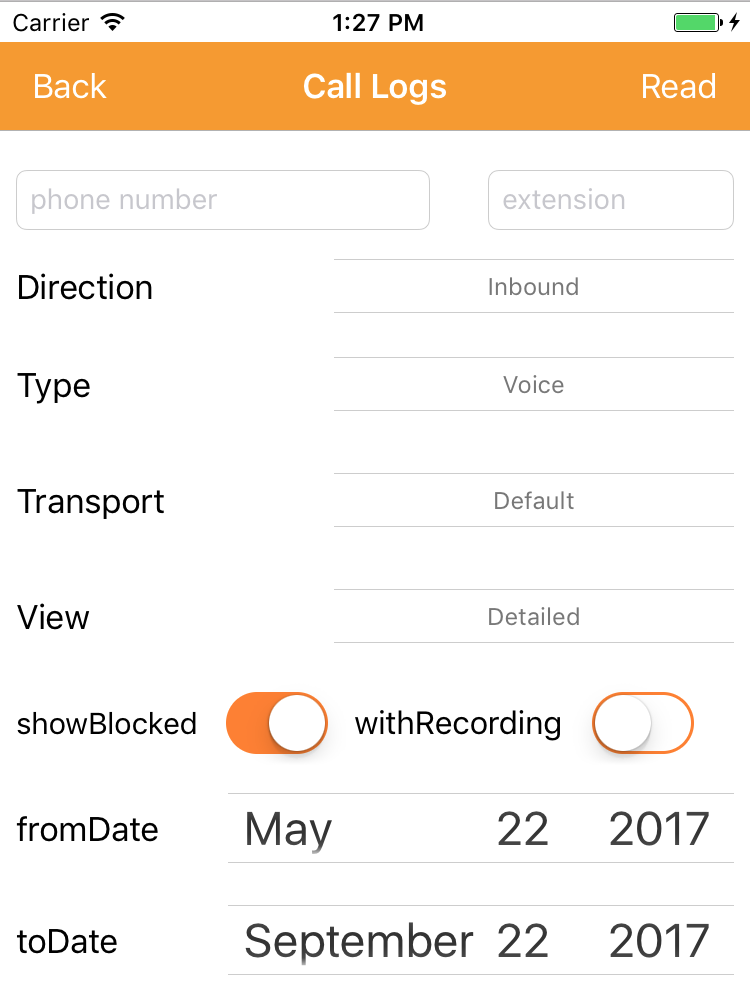 Carrier 1:27 PM
Back Call Logs Read
phone number extension
Direction Inbound
Type Voice
Transport Default
View Detailed
showBlocked withRecording
fromDate May 22 2017
toDate September 22 2017